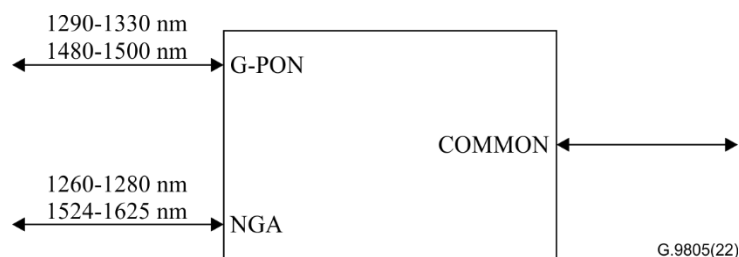 1290-1330 nm
1480-1500 nm
G-PON
COMMON
1260-1280 nm
1524-1625 nm
NGA
G.9805(22)